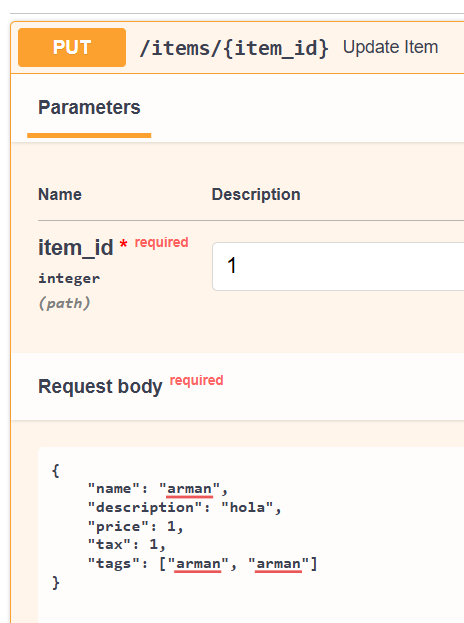 PUT /items/{item_id} Update Item
Parameters
Name Description
item_id * required
integer
(path)
1
Request body required
{
    "name": "arman",
    "description": "hola",
    "price": 1,
    "tax": 1,
    "tags": ["arman", "arman"]
}